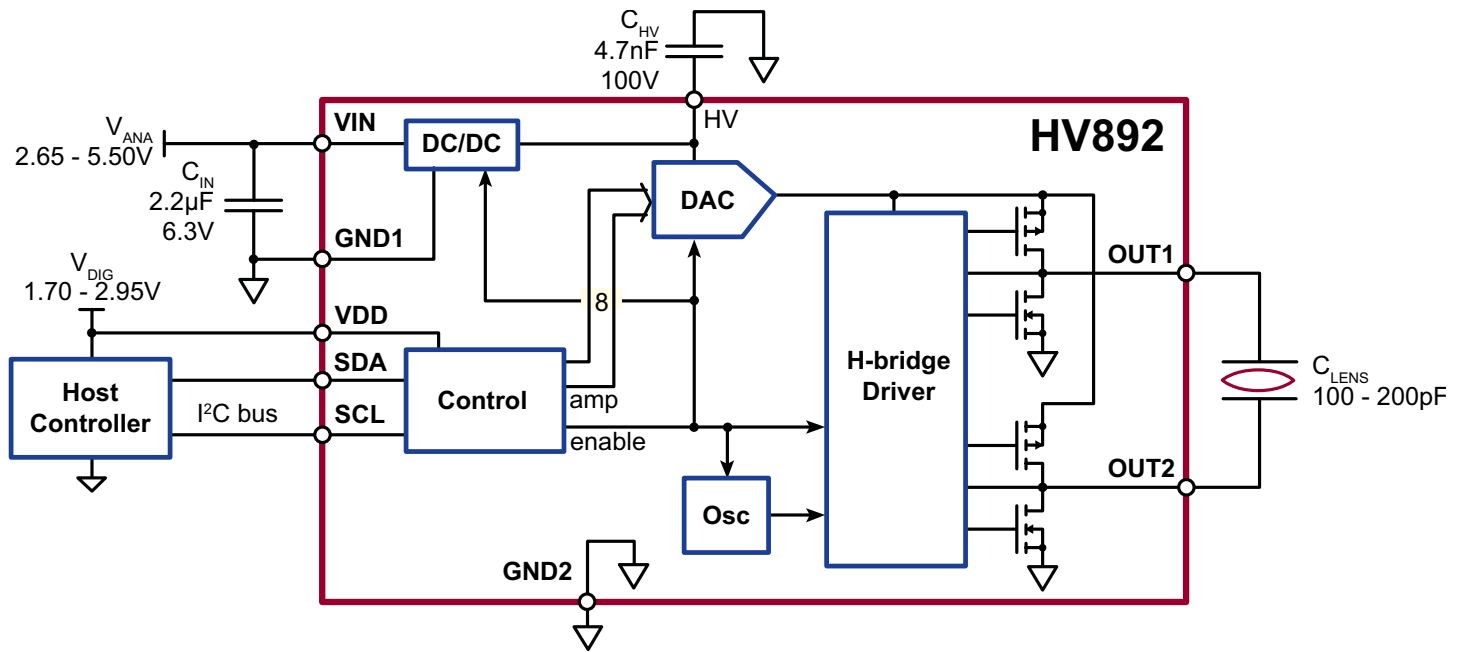 C_HV
4.7nF
100V
HV892
V_ANA
2.65 - 5.50V
VIN
DC/DC
HV
C_IN
2.2µF
6.3V
DAC
GND1
OUT1
V_DIG
1.70 - 2.95V
8
VDD
SDA
Host
Controller
I²C bus
SCL
Control
amp
enable
H-bridge
Driver
C_LENS
100 - 200pF
OUT2
Osc
GND2